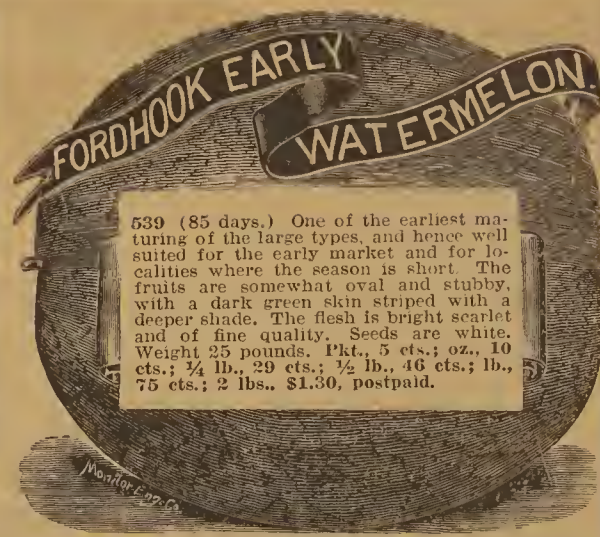 FORDHOOK EARLY
WATERMELON.
539 (85 days.) One of the earliest ma-
turing of the large types, and hence well
suited for the early market and for lo-
calities where the season is short. The
fruits are somewhat oval and stubby,
with a dark green skin striped with a
deeper shade. The flesh is bright scarlet
and of fine quality. Seeds are white.
Weight 25 pounds. Pkt., 5 cts.; oz., 10
cts.; ¼ lb., 29 cts.; ½ lb., 46 cts.; lb.,
75 cts.; 2 lbs.. $1.30, postpaid.
Monitor Eng. Co